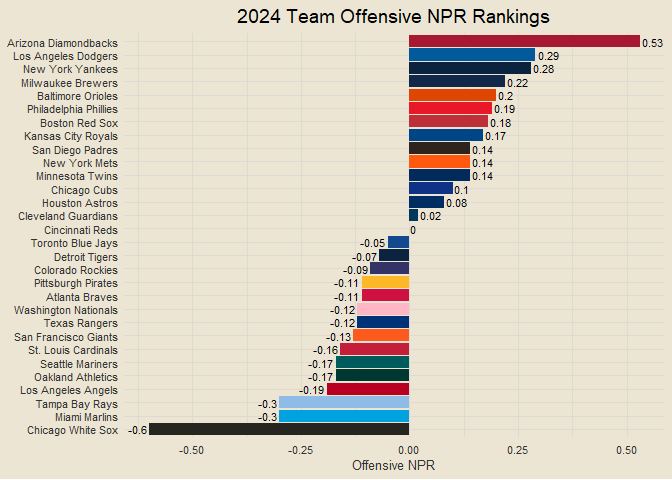 2024 Team Offensive NPR Rankings
Arizona Diamondbacks 0.53
Los Angeles Dodgers 0.29
New York Yankees 0.28
Milwaukee Brewers 0.22
Baltimore Orioles 0.2
Philadelphia Phillies 0.19
Boston Red Sox 0.18
Kansas City Royals 0.17
San Diego Padres 0.14
New York Mets 0.14
Minnesota Twins 0.14
Chicago Cubs 0.1
Houston Astros 0.08
Cleveland Guardians 0.02
Cincinnati Reds 0
Toronto Blue Jays -0.05
Detroit Tigers -0.07
Colorado Rockies -0.09
Pittsburgh Pirates -0.11
Atlanta Braves -0.11
Washington Nationals -0.12
Texas Rangers -0.12
San Francisco Giants -0.13
St. Louis Cardinals -0.16
Seattle Mariners -0.17
Oakland Athletics -0.17
Los Angeles Angels -0.19
Tampa Bay Rays -0.3
Miami Marlins -0.3
Chicago White Sox -0.6
-0.50 -0.25 0.00 0.25 0.50
Offensive NPR